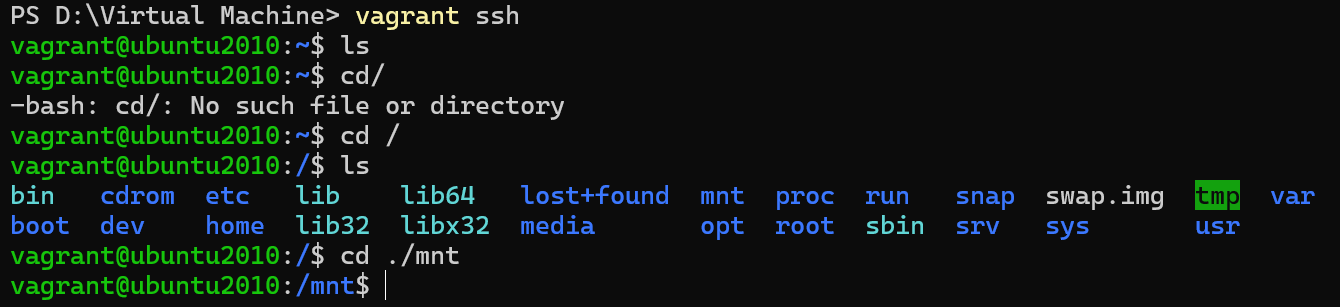 PS D:\Virtual Machine> vagrant ssh
vagrant@ubuntu2010:~$ ls
vagrant@ubuntu2010:~$ cd/
-bash: cd/: No such file or directory
vagrant@ubuntu2010:~$ cd /
vagrant@ubuntu2010:/$ ls
bin   cdrom  etc   lib    lib64   lost+found  mnt  proc  run   snap  swap.img  tmp  var
boot  dev    home  lib32  libx32  media       opt  root  sbin  srv   sys       usr
vagrant@ubuntu2010:/$ cd ./mnt
vagrant@ubuntu2010:/mnt$